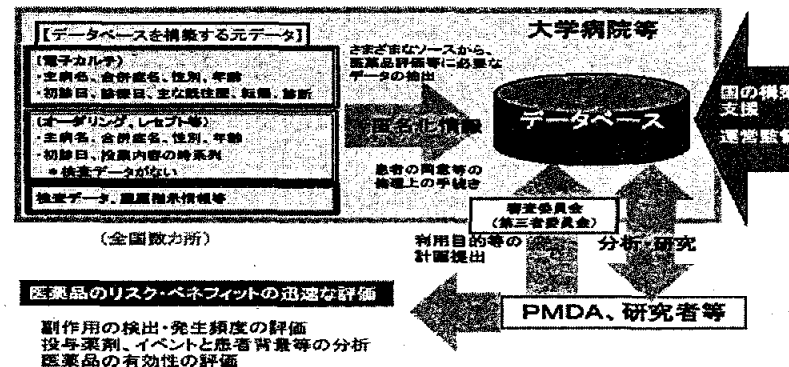 【データベースを構築する元データ】
(電子カルテ)
・主病名、合併症名、性別、年齢
・初診日、診療日、主な既往歴、転帰、診断
(オーダリング、レセプト等)
・主病名、合併症名、性別、年齢
・初診日、投薬内容の時系列
＊検査データがない
検査データ、 指示情報等
(全国数カ所)
さまざまなソースから、
医薬品評価等に必要な
データの抽出
匿名化情報
患者の同意等の
倫理上の手続き
大学病院等
データベース
国の構築
支援
運営監督
審査委員会
(第三者委員会)
利用目的等の
計画提出
分析・研究
PMDA、研究者等
医薬品のリスク・ベネフィットの迅速な評価
副作用の検出・発生頻度の評価
投与薬剤、イベントと患者背景等の分析
医薬品の有効性の評価